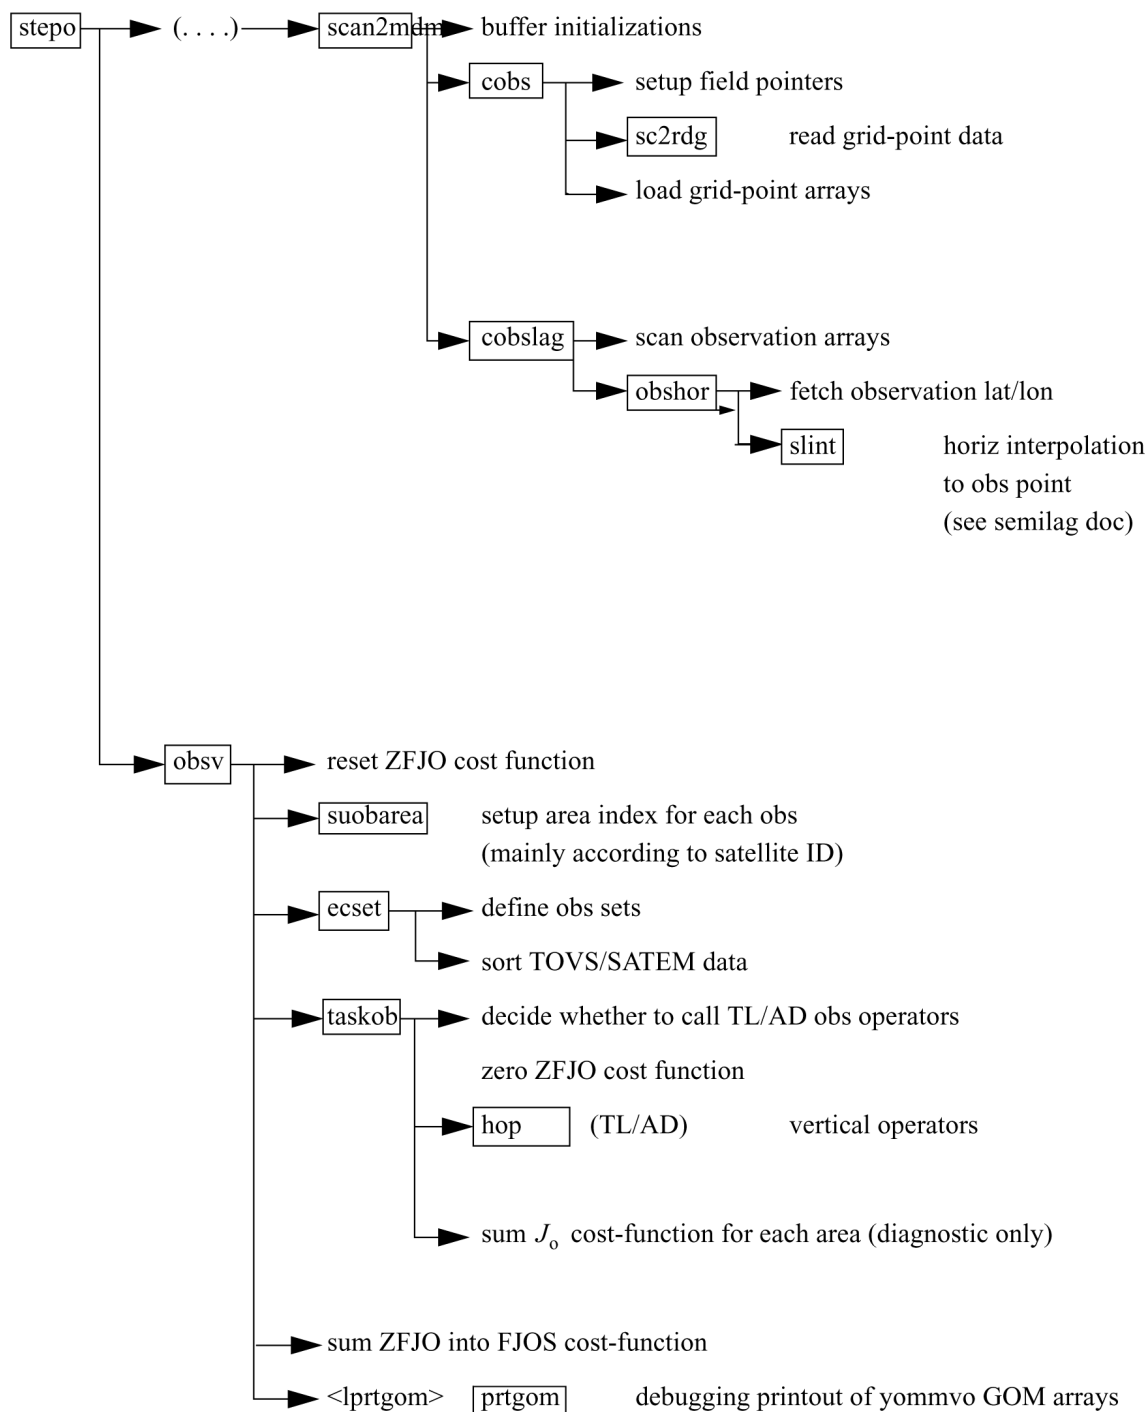 stepo (. . . .) scan2mdm buffer initializations
cobs setup field pointers
sc2rdg read grid-point data
load grid-point arrays
cobslag scan observation arrays
obshor fetch observation lat/lon
slint horiz interpolation
to obs point
(see semilag doc)
obsv reset ZFJO cost function
suobarea setup area index for each obs
(mainly according to satellite ID)
ecset define obs sets
sort TOVS/SATEM data
taskob decide whether to call TL/AD obs operators
zero ZFJO cost function
hop (TL/AD) vertical operators
sum Jo cost-function for each area (diagnostic only)
sum ZFJO into FJOS cost-function
<lprtgom> prtgom debugging printout of yommvo GOM arrays